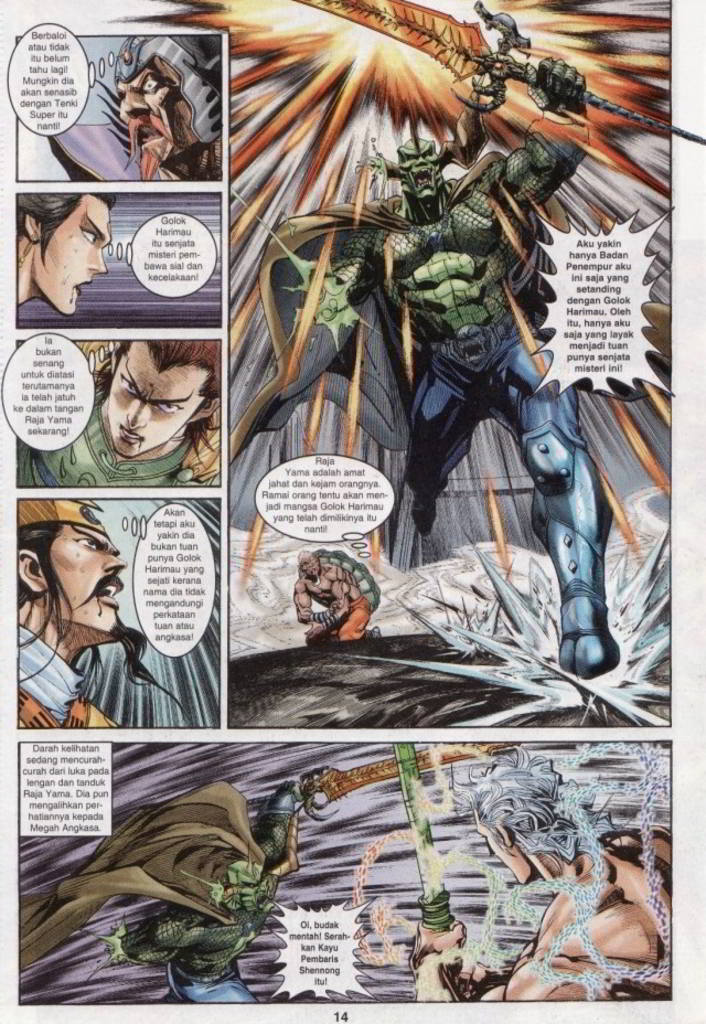 Berbaloi
atau tidak
itu belum
tahu lagi!
Mungkin dia
akan senasib
dengan Tenki
Super itu
nanti!
Golok
Harimau
itu senjata
misteri pem-
bawa sial dan
kecelakaan!
Ia
bukan
senang
untuk diatasi
terutamanya
ia telah jatuh
ke dalam tangan
Raja Yama
sekarang!
Akan
tetapi aku
yakin dia
bukan tuan
punya Golok
Harimau yang
sejati kerana
nama dia tidak
mengandungi
perkataan
tuan atau
angkasa!
Aku yakin
hanya Badan
Penempur aku
ini saja yang
setanding
dengan Golok
Harimau. Oleh
itu, hanya aku
saja yang layak
menjadi tuan
punya senjata
misteri ini!
Raja
Yama adalah amat
jahat dan kejam orangnya.
Ramai orang tentu akan men-
jadi mangsa Golok Harimau
yang telah dimilikinya itu
nanti!
Darah kelihatan
sedang mencurah-
curah dari luka pada
lengan dan tanduk
Raja Yama. Dia pun
mengalihkan per-
hatiannya kepada
Megah Angkasa.
Oi, budak
mentah! Serah-
kan Kayu
Pembaris
Shennong
itu!
14